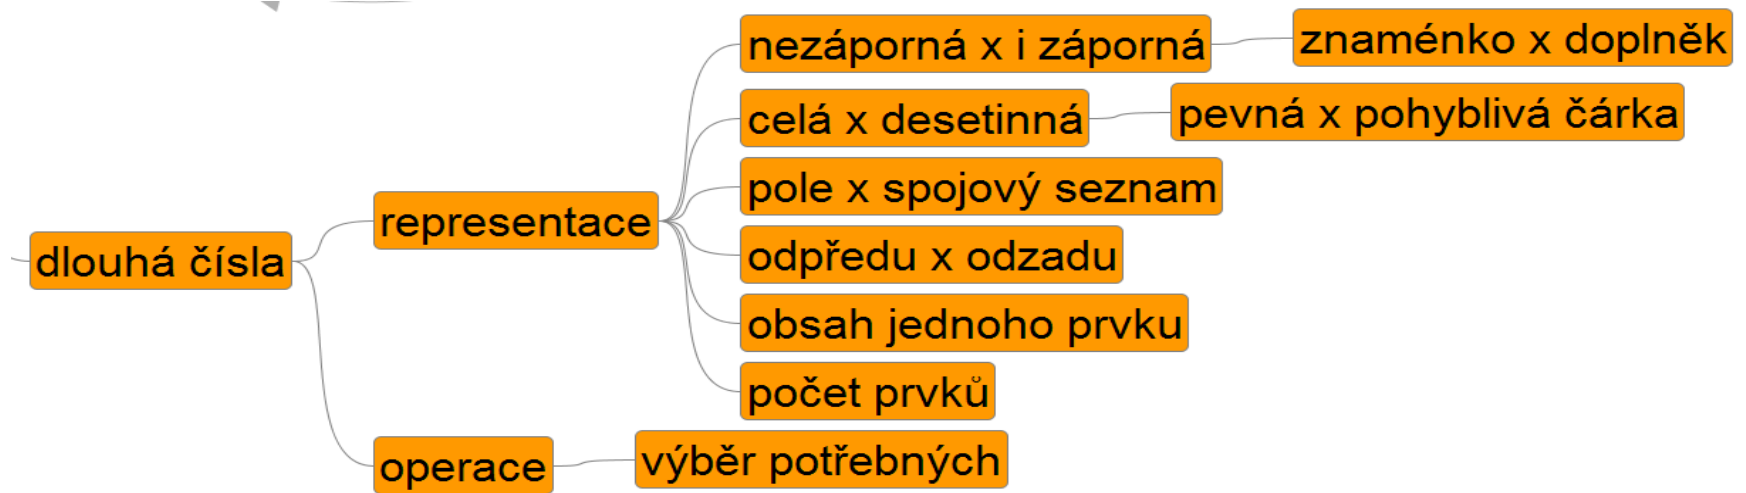 nezáporná x i záporná
znaménko x doplněk
celá x desetinná
pevná x pohyblivá čárka
pole x spojový seznam
representace
odpředu x odzadu
dlouhá čísla
obsah jednoho prvku
počet prvků
operace
výběr potřebných